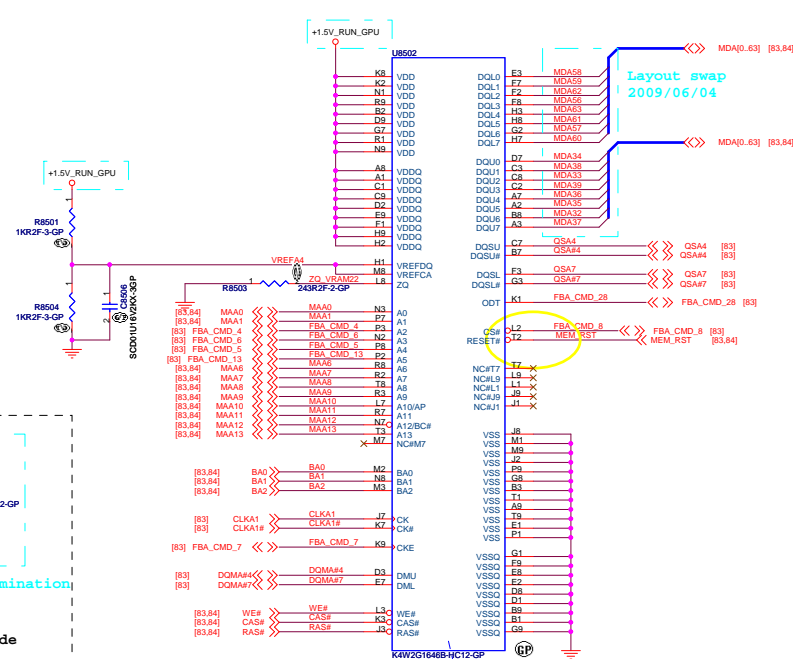 +1.5V_RUN_GPU
U8502
MDA[0..63] [83,84]
Layout swap
2009/06/04
K8 VDD
K2 VDD
N1 VDD
R9 VDD
B2 VDD
D9 VDD
G7 VDD
R1 VDD
N9 VDD
DQL0 E3 MDA58
DQL1 F7 MDA59
DQL2 F2 MDA62
DQL3 F8 MDA56
DQL4 H3 MDA63
DQL5 H8 MDA61
DQL6 G2 MDA57
DQL7 H7 MDA60
MDA[0..63] [83,84]
A8 VDDQ
A1 VDDQ
C1 VDDQ
C9 VDDQ
D2 VDDQ
E9 VDDQ
F1 VDDQ
H9 VDDQ
H2 VDDQ
DQU0 D7 MDA34
DQU1 C3 MDA38
DQU2 C8 MDA33
DQU3 C2 MDA39
DQU4 A7 MDA36
DQU5 A2 MDA35
DQU6 B8 MDA32
DQU7 A3 MDA37
+1.5V_RUN_GPU
R8501
1KR2F-3-GP
1
2
DQSU C7 QSA4 QSA4 [83]
DQSU# B7 QSA#4 QSA#4 [83]
VREFA4 H1 VREFDQ
M8 VREFCA
DQSL F3 QSA7 QSA7 [83]
DQSL# G3 QSA#7 QSA#7 [83]
R8503 243R2F-2-GP ZQ_VRAM22 L8 ZQ
R8504
1KR2F-3-GP
1
2
C8506
SCD01U16V2KX-3GP
1
2
ODT K1 FBA_CMD_28 FBA_CMD_28 [83]
CS# L2 FBA_CMD_8 FBA_CMD_8 [83]
RESET# T2 MEM_RST MEM_RST [83,84]
[83,84] MAA0 MAA0 N3 A0
[83,84] MAA1 MAA1 P7 A1
[83] FBA_CMD_4 FBA_CMD_4 P3 A2
[83] FBA_CMD_6 FBA_CMD_6 N2 A3
[83] FBA_CMD_5 FBA_CMD_5 P8 A4
[83] FBA_CMD_13 FBA_CMD_13 P2 A5
[83,84] MAA6 MAA6 R8 A6
[83,84] MAA7 MAA7 R2 A7
[83,84] MAA8 MAA8 T8 A8
[83,84] MAA9 MAA9 R3 A9
[83,84] MAA10 MAA10 L7 A10/AP
[83,84] MAA11 MAA11 R7 A11
[83,84] MAA12 MAA12 N7 A12/BC#
[83,84] MAA13 MAA13 T3 A13
M7 NC#M7
NC#T7 T7
NC#L9 L9
NC#L1 L1
NC#J9 J9
NC#J1 J1
VSS J8
VSS M1
VSS M9
VSS J2
VSS P9
VSS G8
VSS B3
VSS T1
VSS A9
VSS T9
VSS E1
VSS P1
[83,84] BA0 BA0 M2 BA0
[83,84] BA1 BA1 N8 BA1
[83,84] BA2 BA2 M3 BA2
2-GP
[83] CLKA1 CLKA1 J7 CK
[83] CLKA1# CLKA1# K7 CK#
[83] FBA_CMD_7 FBA_CMD_7 K9 CKE
VSSQ G1
VSSQ F9
VSSQ E8
VSSQ E2
VSSQ D8
VSSQ D1
VSSQ B9
VSSQ B1
VSSQ G9
[83] DQMA#4 DQMA#4 D3 DMU
[83] DQMA#7 DQMA#7 E7 DML
mination
[83,84] WE# WE# L3 WE#
[83,84] CAS# CAS# K3 CAS#
[83,84] RAS# RAS# J3 RAS#
de
K4W2G1646B-HC12-GP
GP